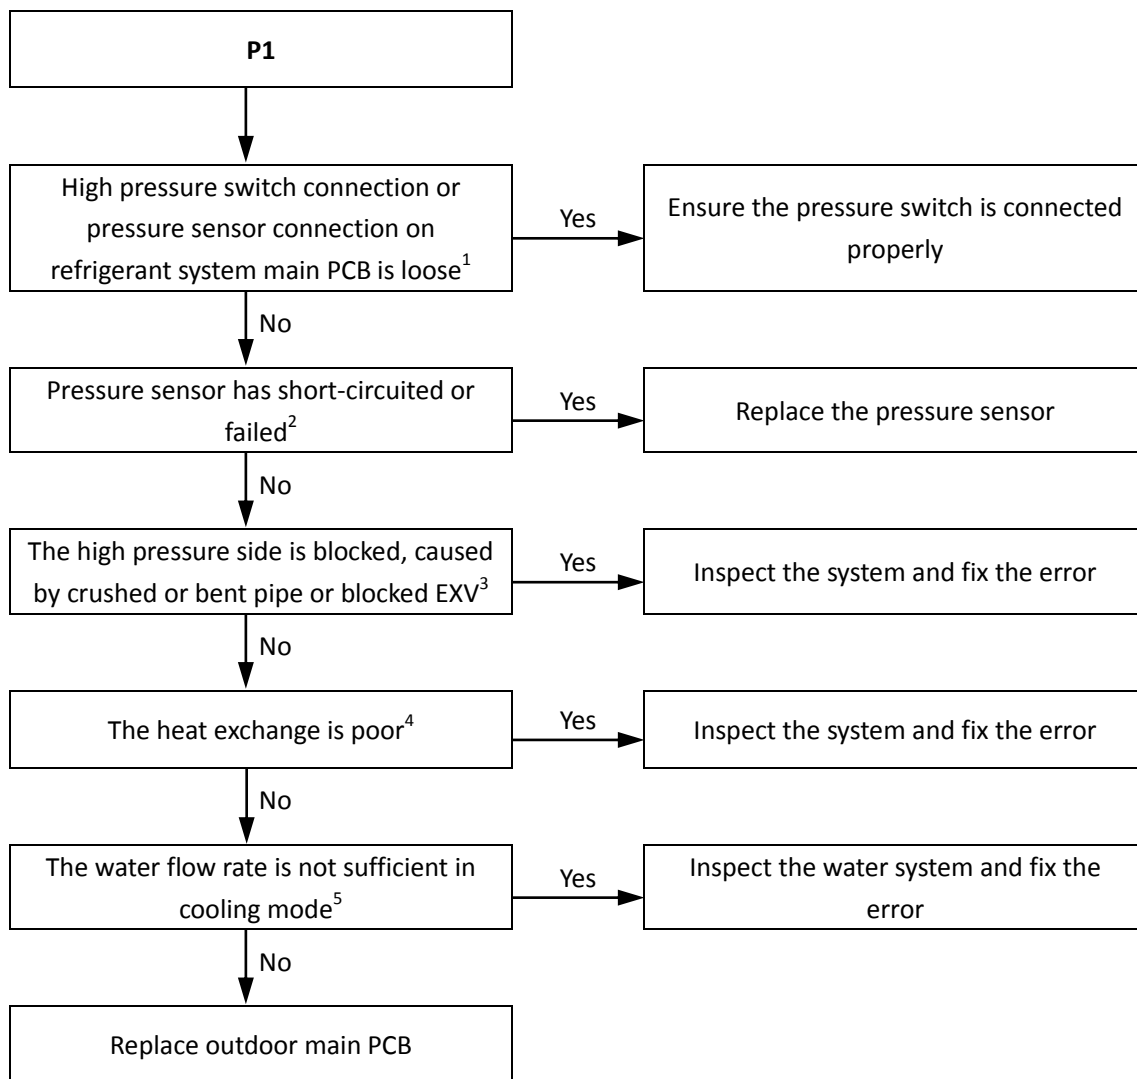 P1
High pressure switch connection or
pressure sensor connection on
refrigerant system main PCB is loose¹
Yes
Ensure the pressure switch is connected
properly
No
Pressure sensor has short-circuited or
failed²
Yes
Replace the pressure sensor
No
The high pressure side is blocked, caused
by crushed or bent pipe or blocked EXV³
Yes
Inspect the system and fix the error
No
The heat exchange is poor⁴
Yes
Inspect the system and fix the error
No
The water flow rate is not sufficient in
cooling mode⁵
Yes
Inspect the water system and fix the
error
No
Replace outdoor main PCB